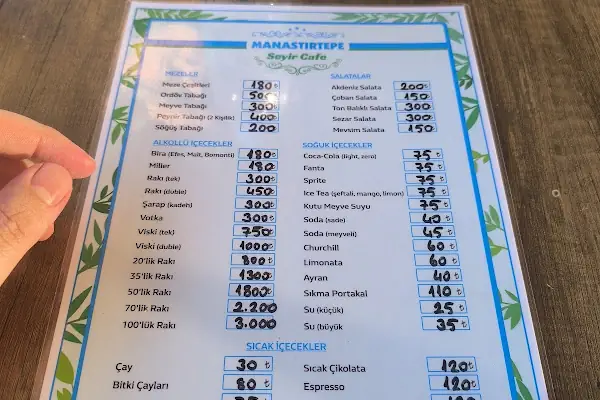 MANASTIRTEPE
Seyir Cafe
MEZELER
Meze Çeşitleri 180 ₺
Ordöv Tabağı 500 ₺
Meyve Tabağı 300 ₺
Peynir Tabağı (2 Kişilik) 400 ₺
Söğüş Tabağı 200
ALKOLLÜ İÇECEKLER
Bira (Efes, Malt, Bomonti) 180 ₺
Miller 180 ₺
Rakı (tek) 300 ₺
Rakı (duble) 450 ₺
Şarap (kadeh) 300 ₺
Votka 300 ₺
Viski (tek) 750 ₺
Viski (duble) 1000 ₺
20'lik Rakı 800 ₺
35'lik Rakı 1300 ₺
50'lik Rakı 1800 ₺
70'lik Rakı 2.200
100'lük Rakı 3.000
SALATALAR
Akdeniz Salata 200 ₺
Çoban Salata 150 ₺
Ton Balıklı Salata 300 ₺
Sezar Salata 300 ₺
Mevsim Salata 150 ₺
SOĞUK İÇECEKLER
Coca-Cola (light, zero) 75 ₺
Fanta 75 ₺
Sprite 75 ₺
Ice Tea (şeftali, mango, limon) 75 ₺
Kutu Meyve Suyu 75 ₺
Soda (sade) 40 ₺
Soda (meyveli) 45 ₺
Churchill 60 ₺
Limonata 60 ₺
Ayran 40 ₺
Sıkma Portakal 110 ₺
Su (küçük) 25 ₺
Su (büyük 35 ₺
SICAK İÇECEKLER
Çay 30 ₺
Bitki Çayları 80 ₺
Sıcak Çikolata 120 ₺
Espresso 120 ₺